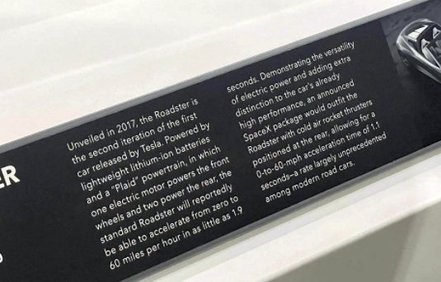 Unveiled in 2017, the Roadster is
the second iteration of the first
car released by Tesla. Powered by
lightweight lithium-ion batteries
and a "Plaid" powertrain, in which
one electric motor powers the front
wheels and two power the rear, the
standard Roadster will reportedly
be able to accelerate from zero to
60 miles per hour in as little as 1.9
seconds. Demonstrating the versatility
of electric power and adding extra
distinction to the car's already
high performance, an announced
SpaceX package would outfit the
Roadster with cold air rocket thrusters
positioned at the rear, allowing for a
0-to-60-mph acceleration time of 1.1
seconds—a rate largely unprecedented
among modern road cars.